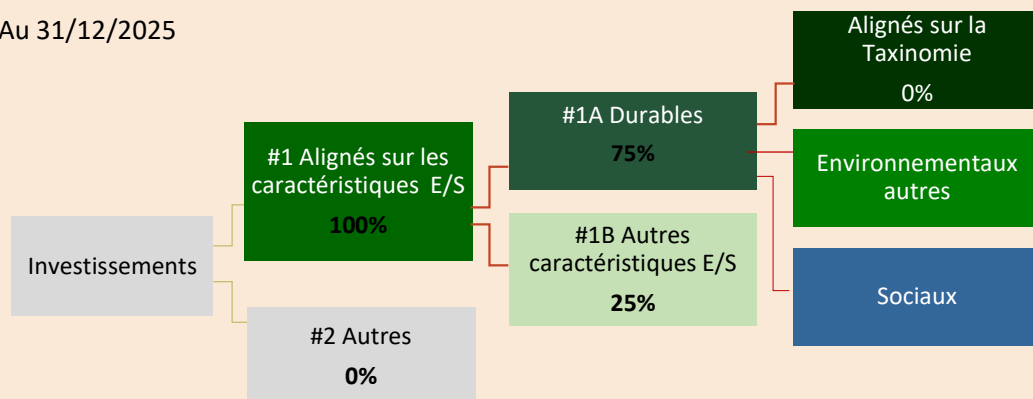 Au 31/12/2025
Investissements
#1 Alignés sur les
caractéristiques E/S
100%
#2 Autres
0%
#1A Durables
75%
#1B Autres
caractéristiques E/S
25%
Alignés sur la
Taxinomie
0%
Environnementaux
autres
Sociaux